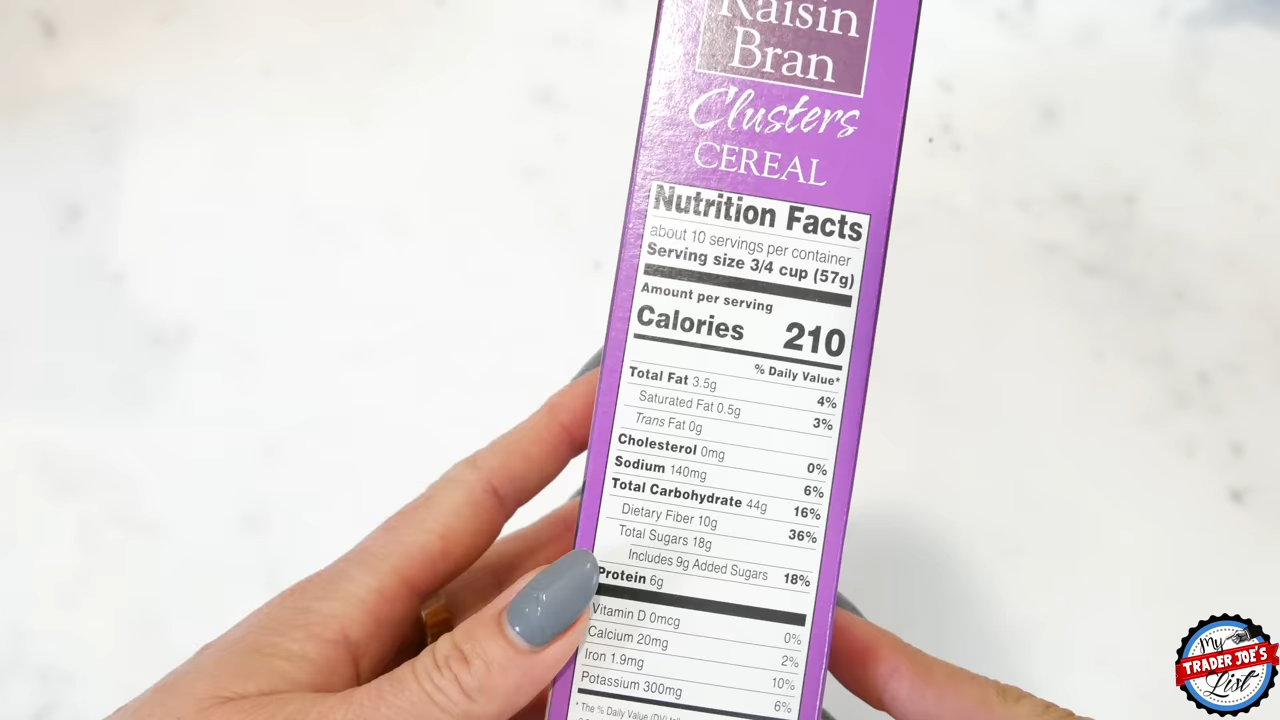 Raisin
Bran
Clusters
CEREAL
Nutrition Facts
about 10 servings per container
Serving size 3/4 cup (57g)
Amount per serving
Calories 210
% Daily Value*
Total Fat 3.5g 4%
Saturated Fat 0.5g 3%
Trans Fat 0g
Cholesterol 0mg 0%
Sodium 140mg 6%
Total Carbohydrate 44g 16%
Dietary Fiber 10g 36%
Total Sugars 18g
Includes 9g Added Sugars 18%
Protein 6g
Vitamin D 0mcg 0%
Calcium 20mg 2%
Iron 1.9mg 10%
Potassium 300mg 6%
* The % Daily Value (DV)
My
TRADER JOE'S
List